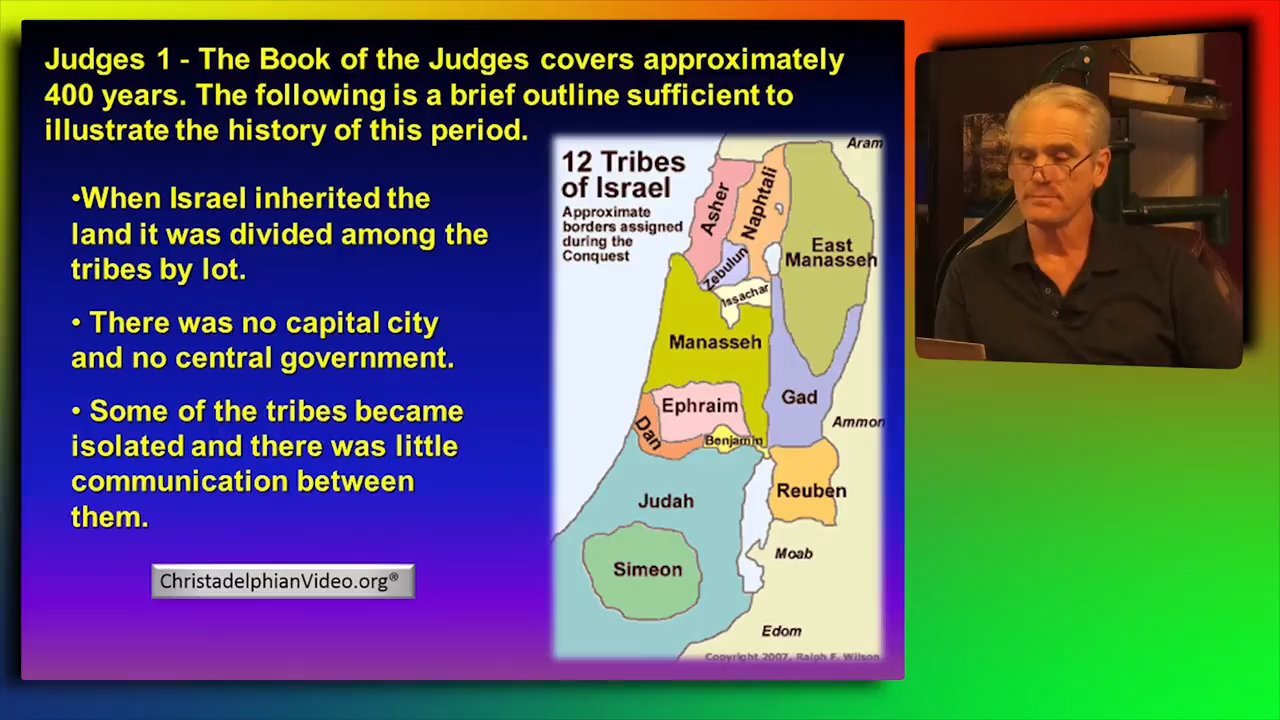 Judges 1 - The Book of the Judges covers approximately
400 years. The following is a brief outline sufficient to
illustrate the history of this period.
•When Israel inherited the
land it was divided among the
tribes by lot.
• There was no capital city
and no central government.
• Some of the tribes became
isolated and there was little
communication between
them.
ChristadelphianVideo.org®
12 Tribes
of Israel
Approximate
borders assigned
during the
Conquest
Aram
Asher
Naphtali
Zebulun
East
Manasseh
Issachar
Manasseh
Gad
Ephraim
Dan
Benjamin
Ammon
Reuben
Judah
Moab
Simeon
Edom
Copyright 2007, Ralph F. Wilson